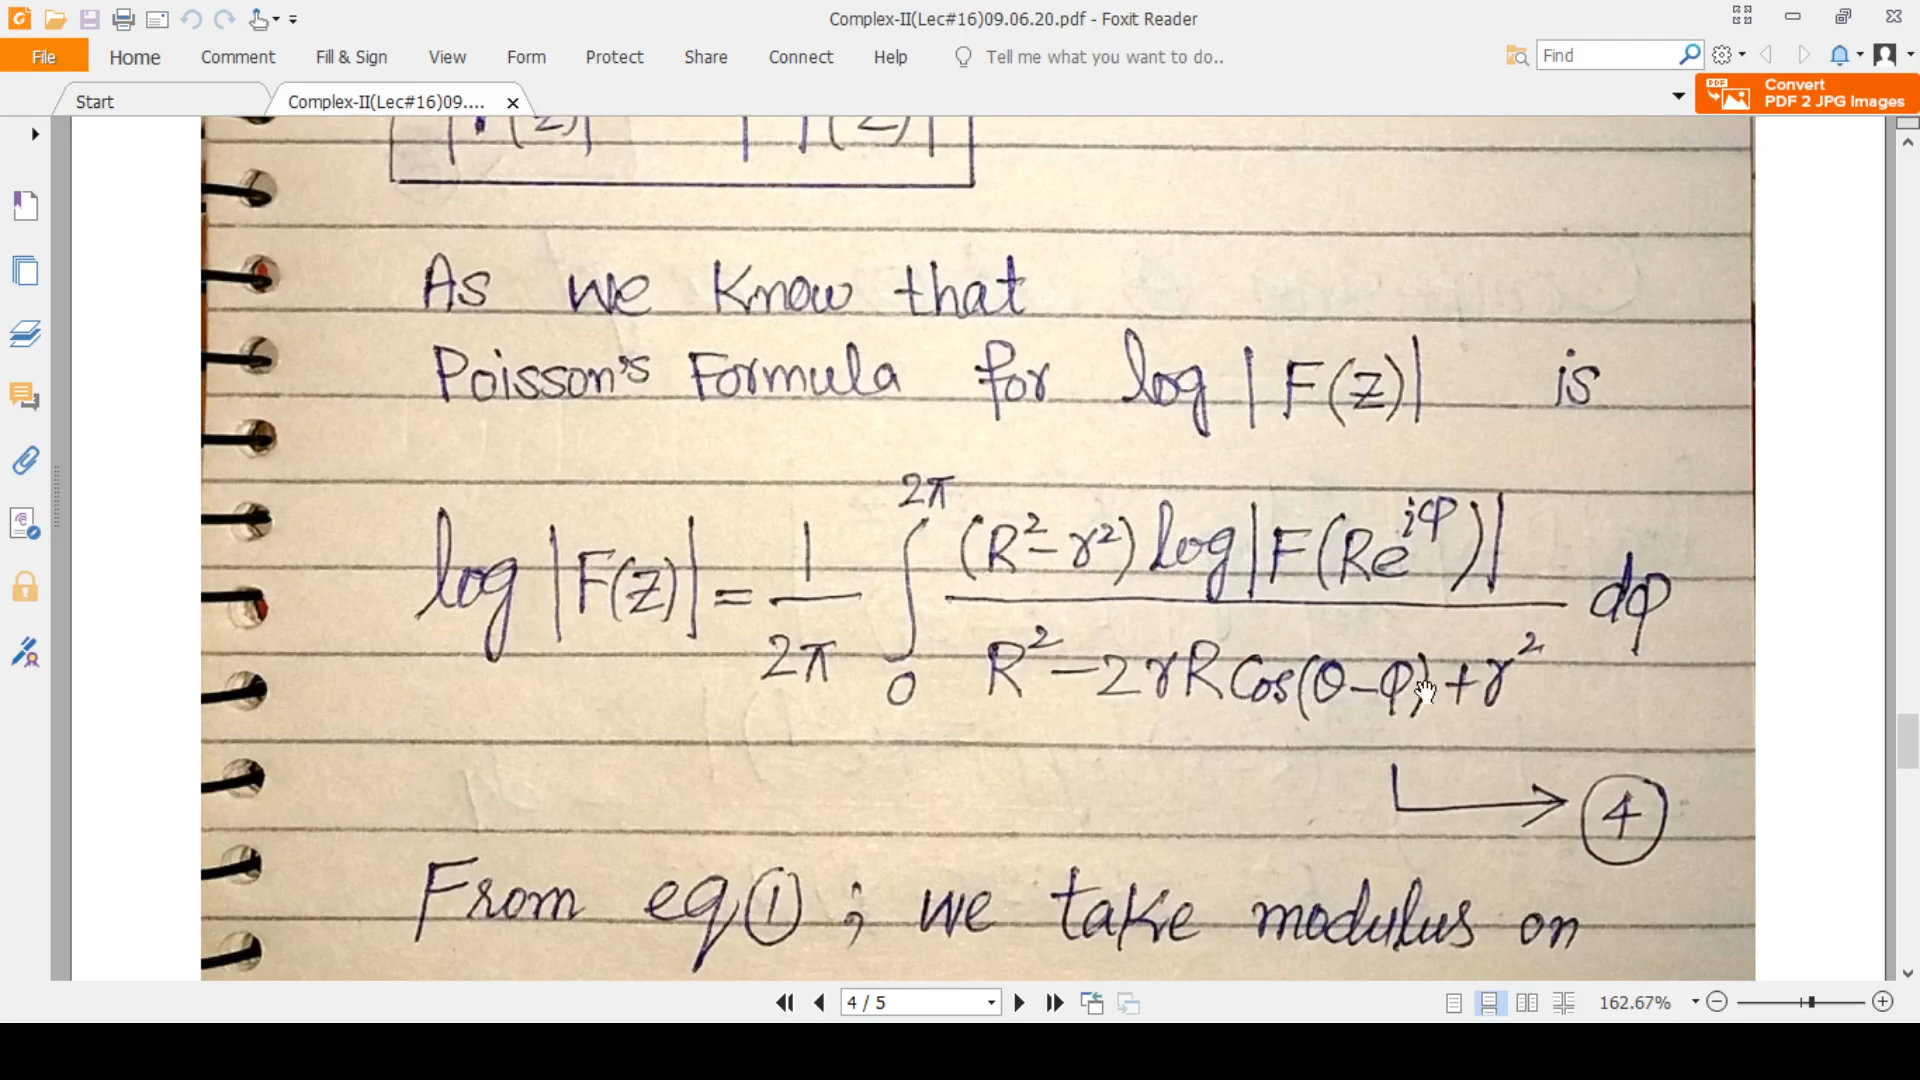 Complex-II(Lec#16)09.06.20.pdf - Foxit Reader
File Home Comment Fill & Sign View Form Protect Share Connect Help Tell me what you want to do.. Find
Convert
PDF 2 JPG Images
Start Complex-II(Lec#16)09....
As we Know that
Poisson's Formula for log |F(z)| is
log |F(z)| = 1/2π ∫₀^2π (R²-r²) log|F(Re^iφ)| / R²-2rRCos(θ-φ)+r² dφ
4
From eq ① ; we take modulus on
4 / 5 162.67%